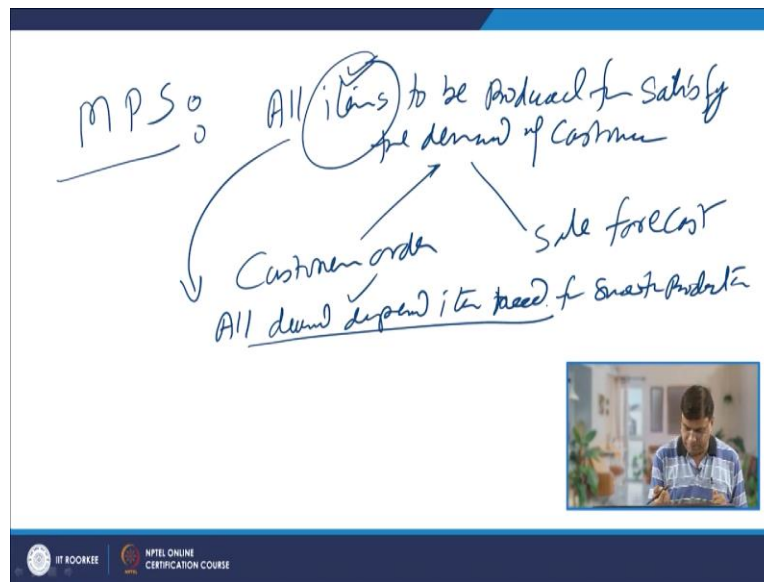 MPS: All items to be Produced for Satisfy
the demand of Customer
Customer order
Sale forecast
All demand depend item need for Smooth Production
IIT ROORKEE
NPTEL ONLINE
CERTIFICATION COURSE